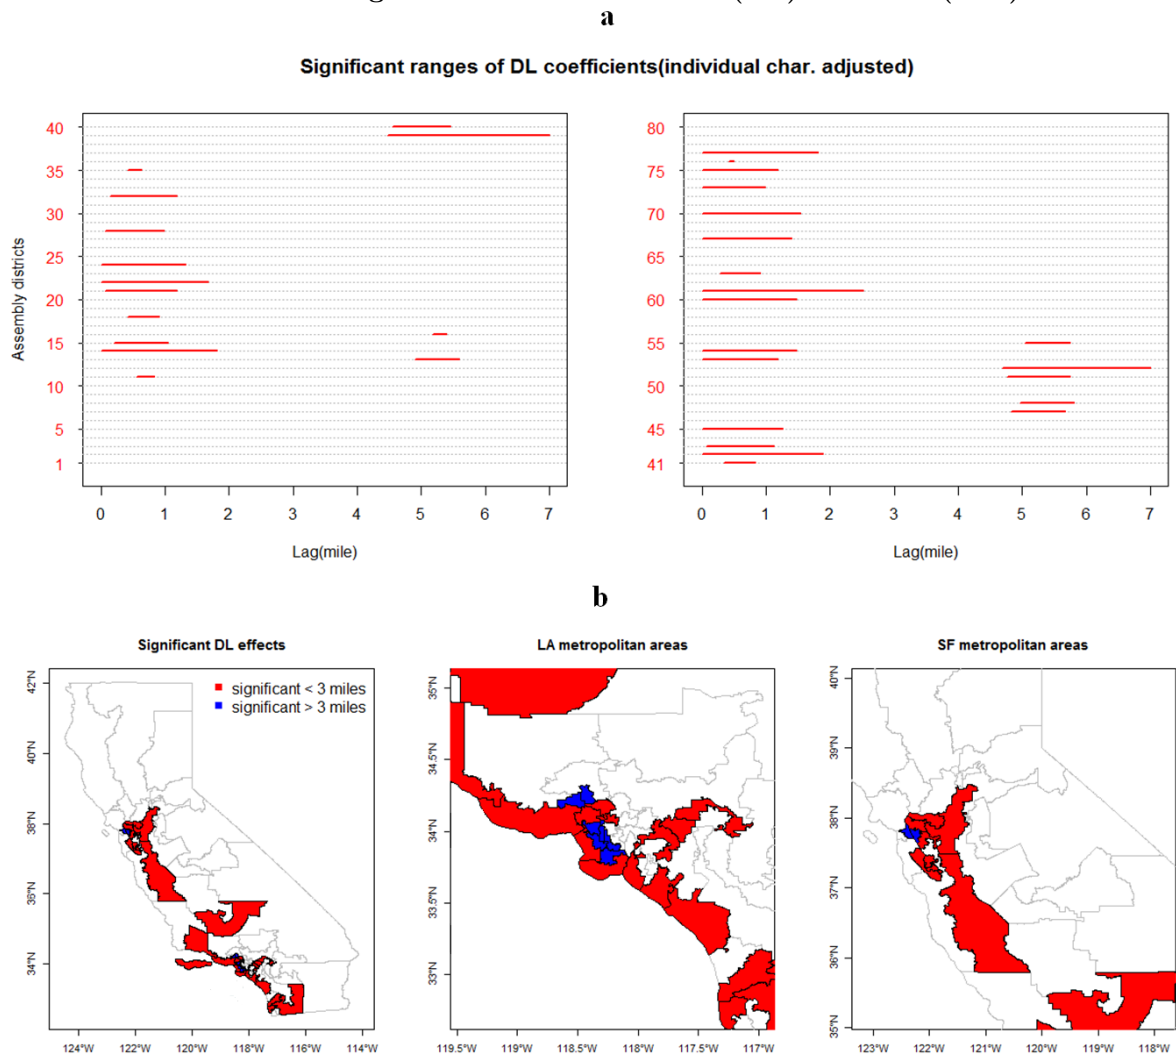 a
Significant ranges of DL coefficients(individual char. adjusted)
Assembly districts
40
35
30
25
20
15
10
5
1
0 1 2 3 4 5 6 7
Lag(mile)
80
75
70
65
60
55
50
45
41
0 1 2 3 4 5 6 7
Lag(mile)
b
Significant DL effects
significant < 3 miles
significant > 3 miles
42°N
40°N
38°N
36°N
34°N
124°W 122°W 120°W 118°W 116°W 114°W
LA metropolitan areas
35°N
34.5°N
34°N
33.5°N
33°N
119.5°W 119°W 118.5°W 118°W 117.5°W 117°W
SF metropolitan areas
40°N
39°N
38°N
37°N
36°N
35°N
123°W 122°W 121°W 120°W 119°W 118°W